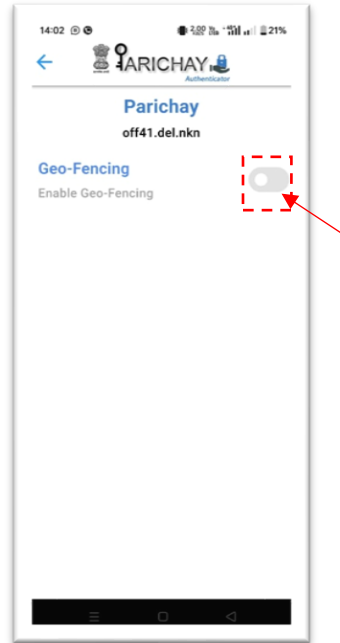 14:02 21%
PARICHAY
Authenticator
Parichay
off41.del.nkn
Geo-Fencing
Enable Geo-Fencing